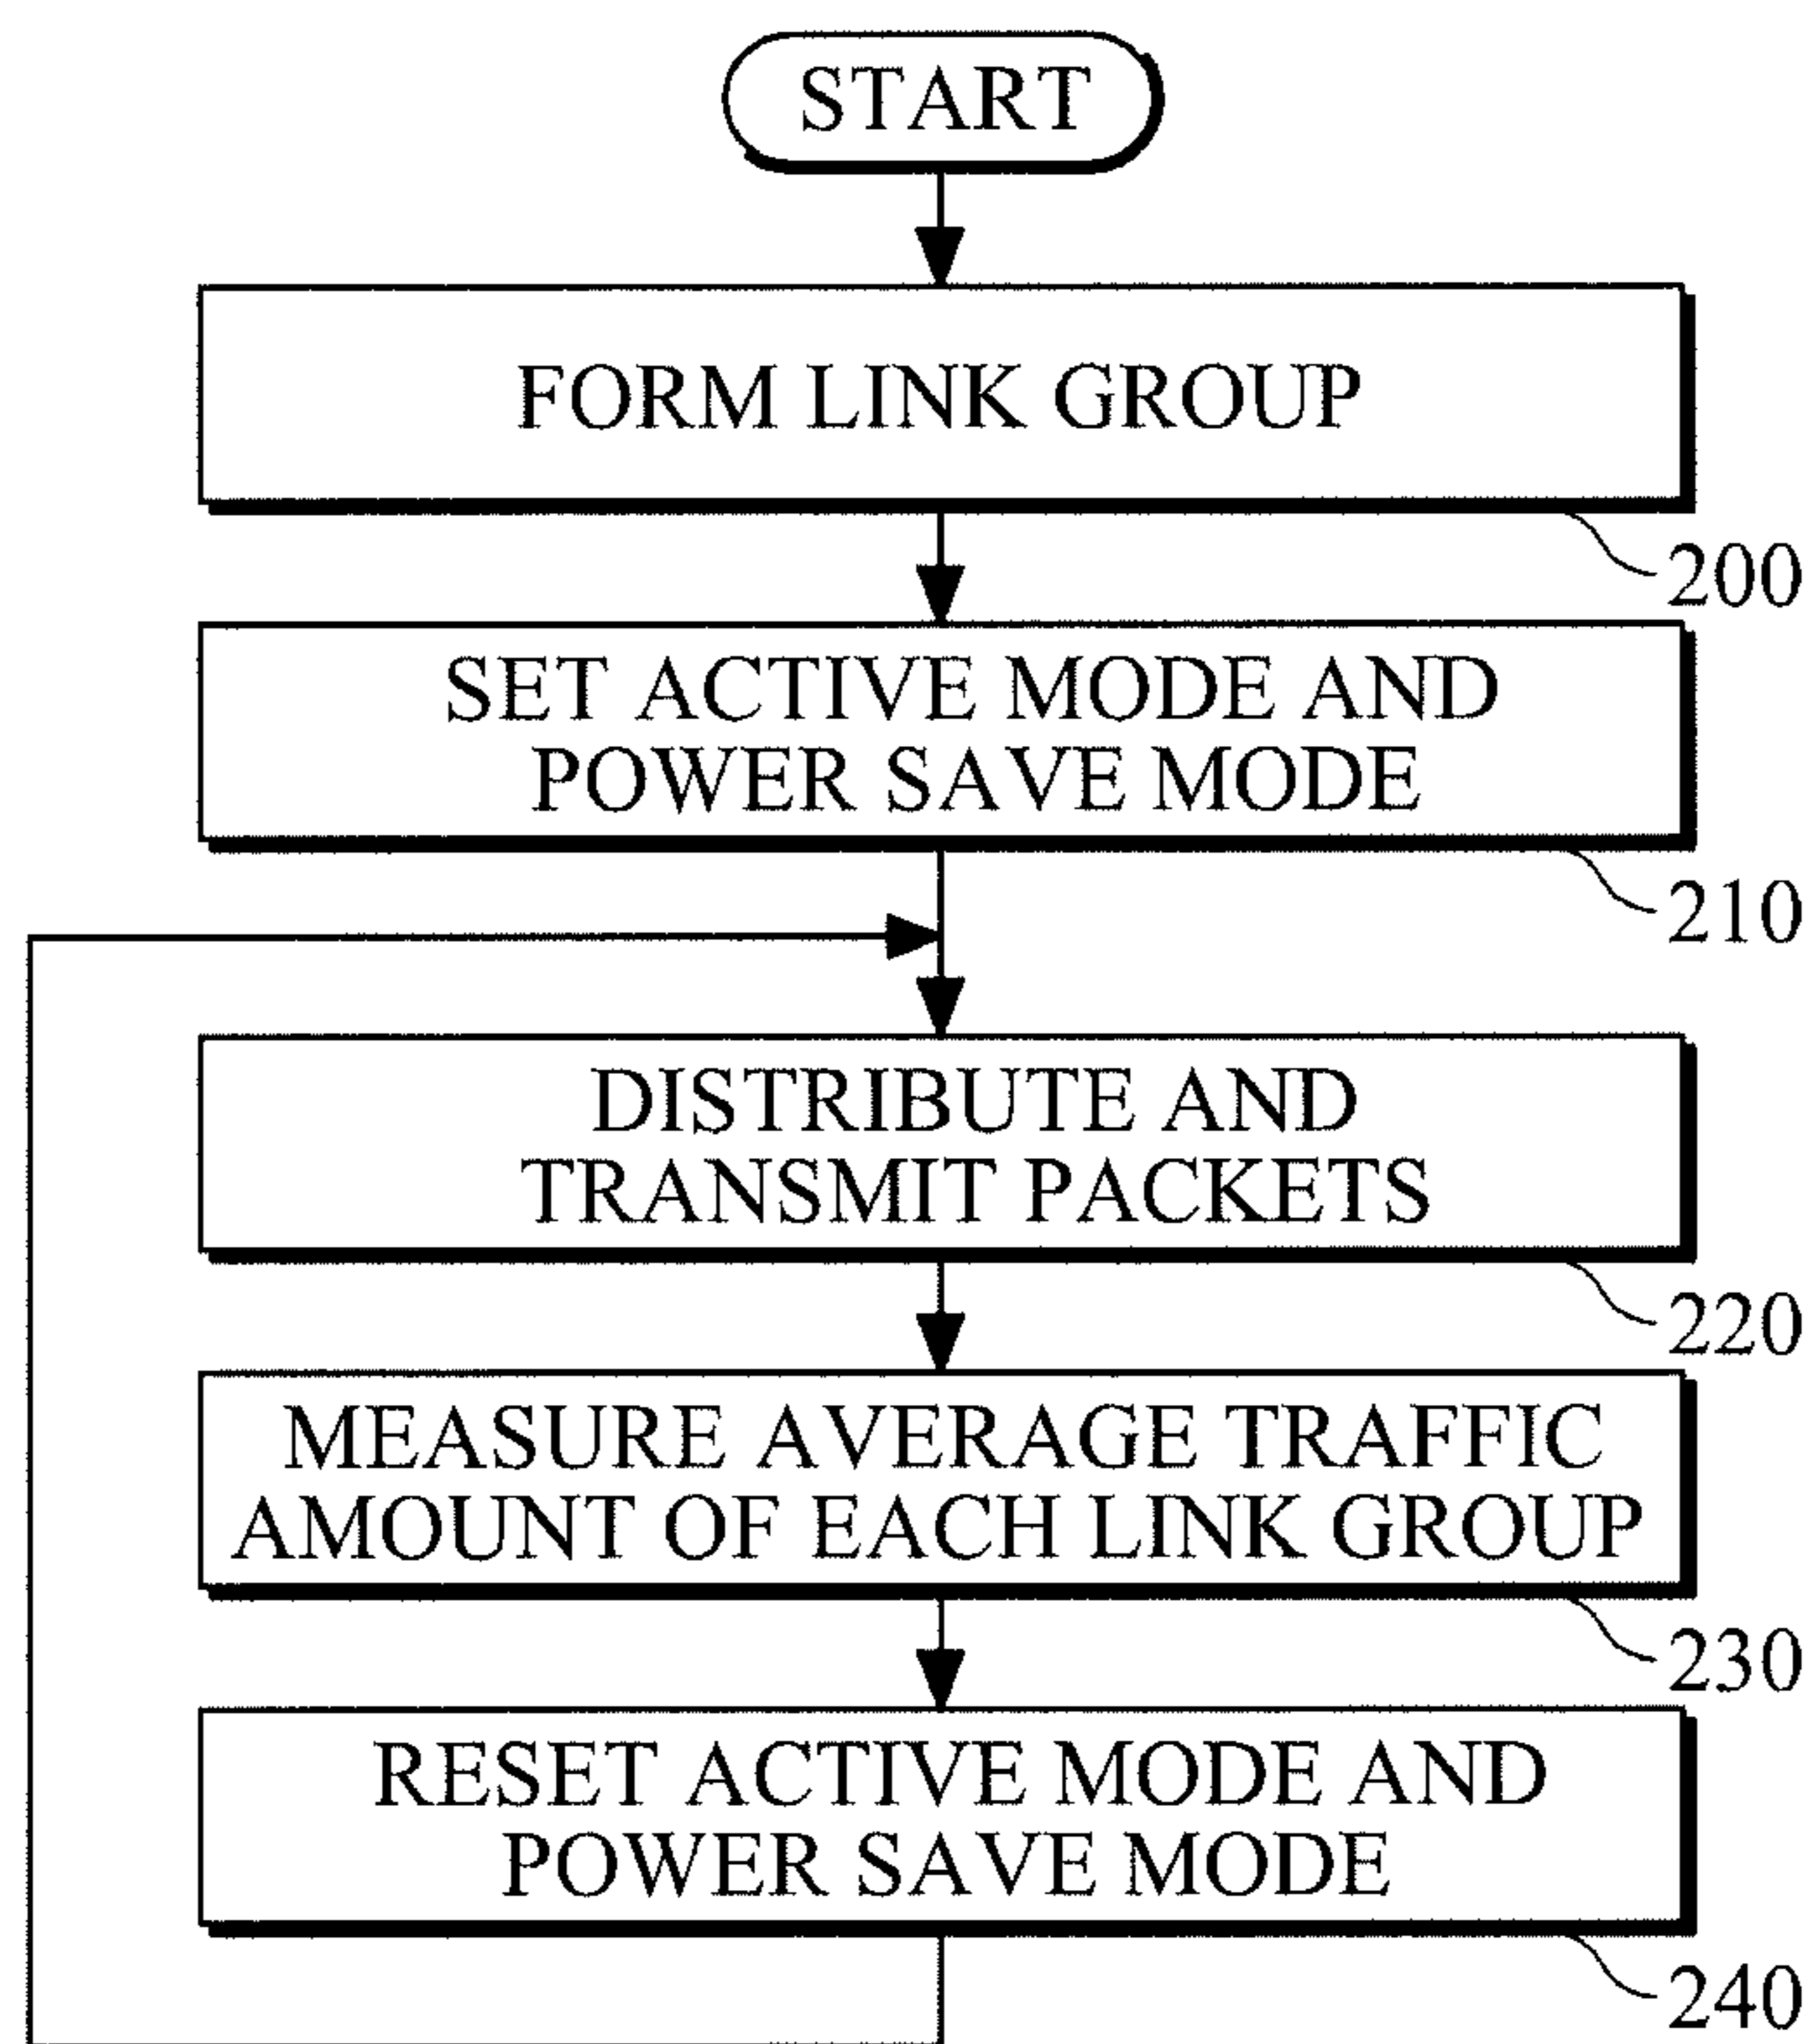 START
FORM LINK GROUP
200
SET ACTIVE MODE AND
POWER SAVE MODE
210
DISTRIBUTE AND
TRANSMIT PACKETS
220
MEASURE AVERAGE TRAFFIC
AMOUNT OF EACH LINK GROUP
230
RESET ACTIVE MODE AND
POWER SAVE MODE
240